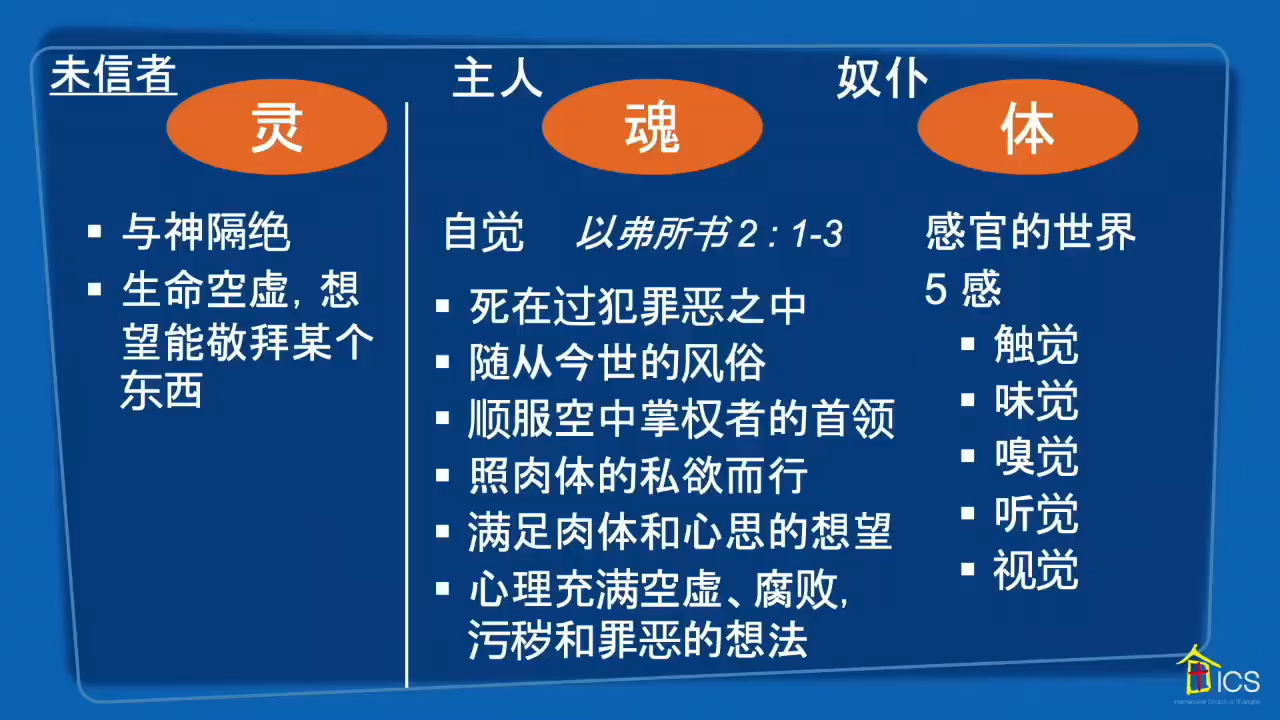 未信者
灵
▪ 与神隔绝
▪ 生命空虚, 想
望能敬拜某个
东西
主人
魂
自觉 以弗所书 2 : 1-3
▪ 死在过犯罪恶之中
▪ 随从今世的风俗
▪ 顺服空中掌权者的首领
▪ 照肉体的私欲而行
▪ 满足肉体和心思的想望
▪ 心理充满空虚、腐败,
污秽和罪恶的想法
奴仆
体
感官的世界
5 感
▪ 触觉
▪ 味觉
▪ 嗅觉
▪ 听觉
▪ 视觉
ICS
International Church of Shanghai